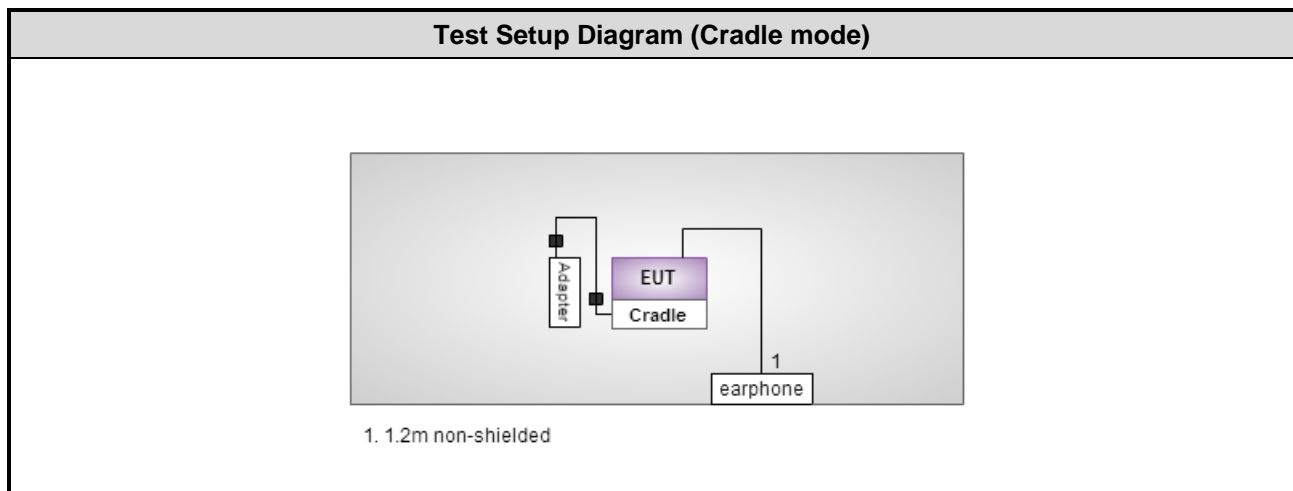 Test Setup Diagram (Cradle mode)
Adapter
EUT
Cradle
1
earphone
1. 1.2m non-shielded